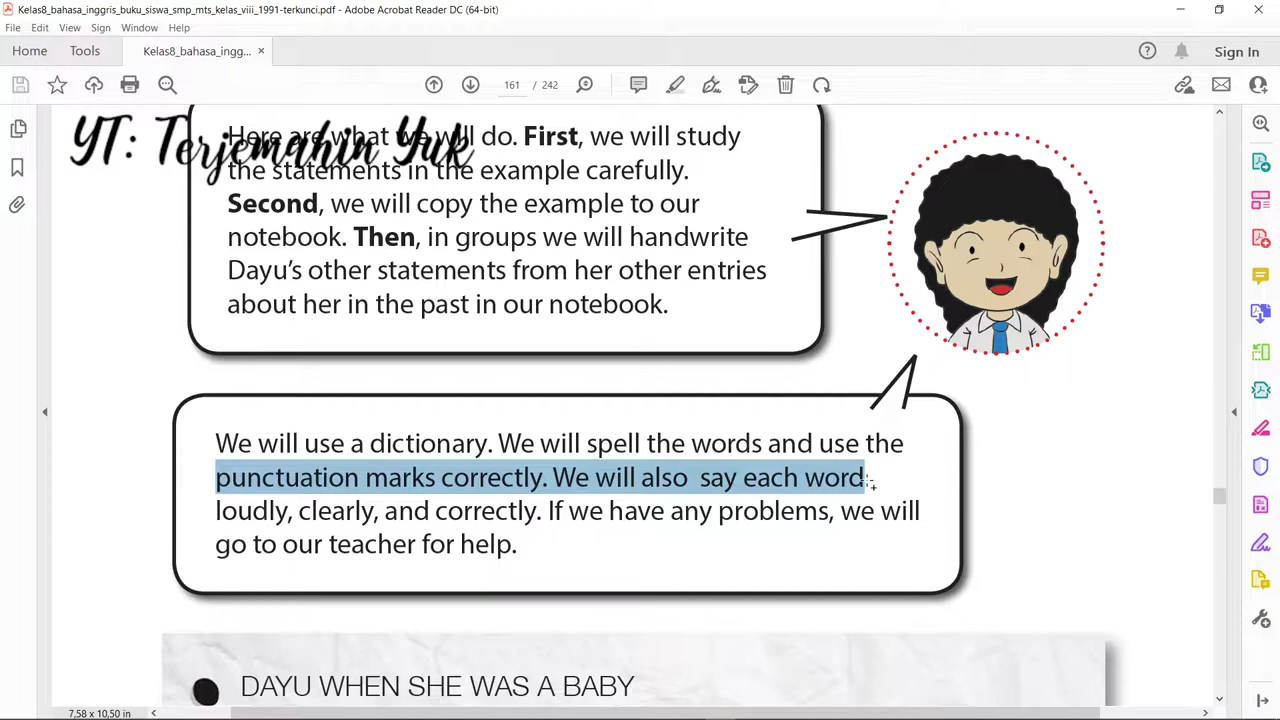 Kelas8_bahasa_inggris_buku_siswa_smp_mts_kelas_viii_1991-terkunci.pdf - Adobe Acrobat Reader DC (64-bit)
File Edit View Sign Window Help
Home Tools Kelas8_bahasa_ingg... × Sign In
161 / 242
YT: Terjemahin Yuk
Here are what we will do. First, we will study
the statements in the example carefully.
Second, we will copy the example to our
notebook. Then, in groups we will handwrite
Dayu's other statements from her other entries
about her in the past in our notebook.
We will use a dictionary. We will spell the words and use the
punctuation marks correctly. We will also say each word
loudly, clearly, and correctly. If we have any problems, we will
go to our teacher for help.
DAYU WHEN SHE WAS A BABY
7,58 x 10,50 in